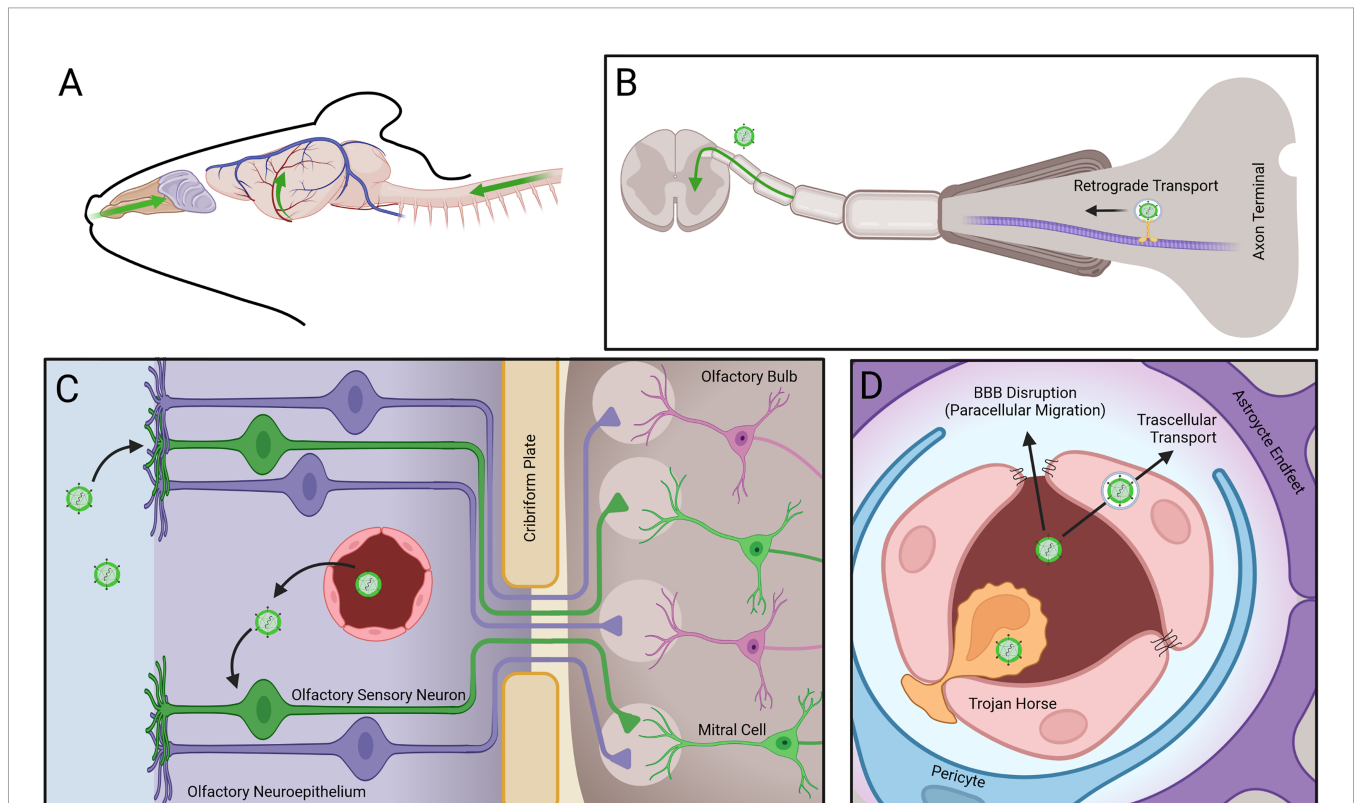 A
B
Retrograde Transport
Axon Terminal
C
Olfactory Bulb
Cribriform Plate
Olfactory Sensory Neuron
Mitral Cell
Olfactory Neuroepithelium
D
BBB Disruption
(Paracellular Migration)
Trascellular
Transport
Astroycte Endfeet
Trojan Horse
Pericyte